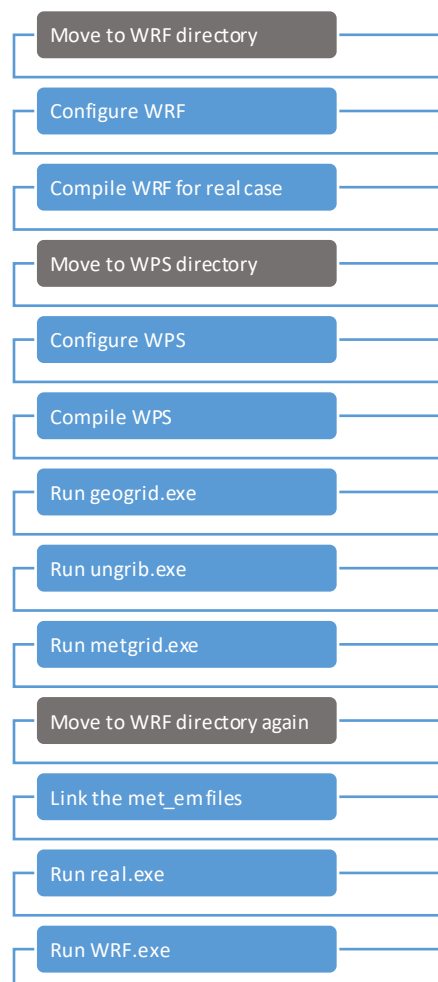 Move to WRF directory
Configure WRF
Compile WRF for real case
Move to WPS directory
Configure WPS
Compile WPS
Run geogrid.exe
Run ungrib.exe
Run metgrid.exe
Move to WRF directory again
Link the met_em files
Run real.exe
Run WRF.exe